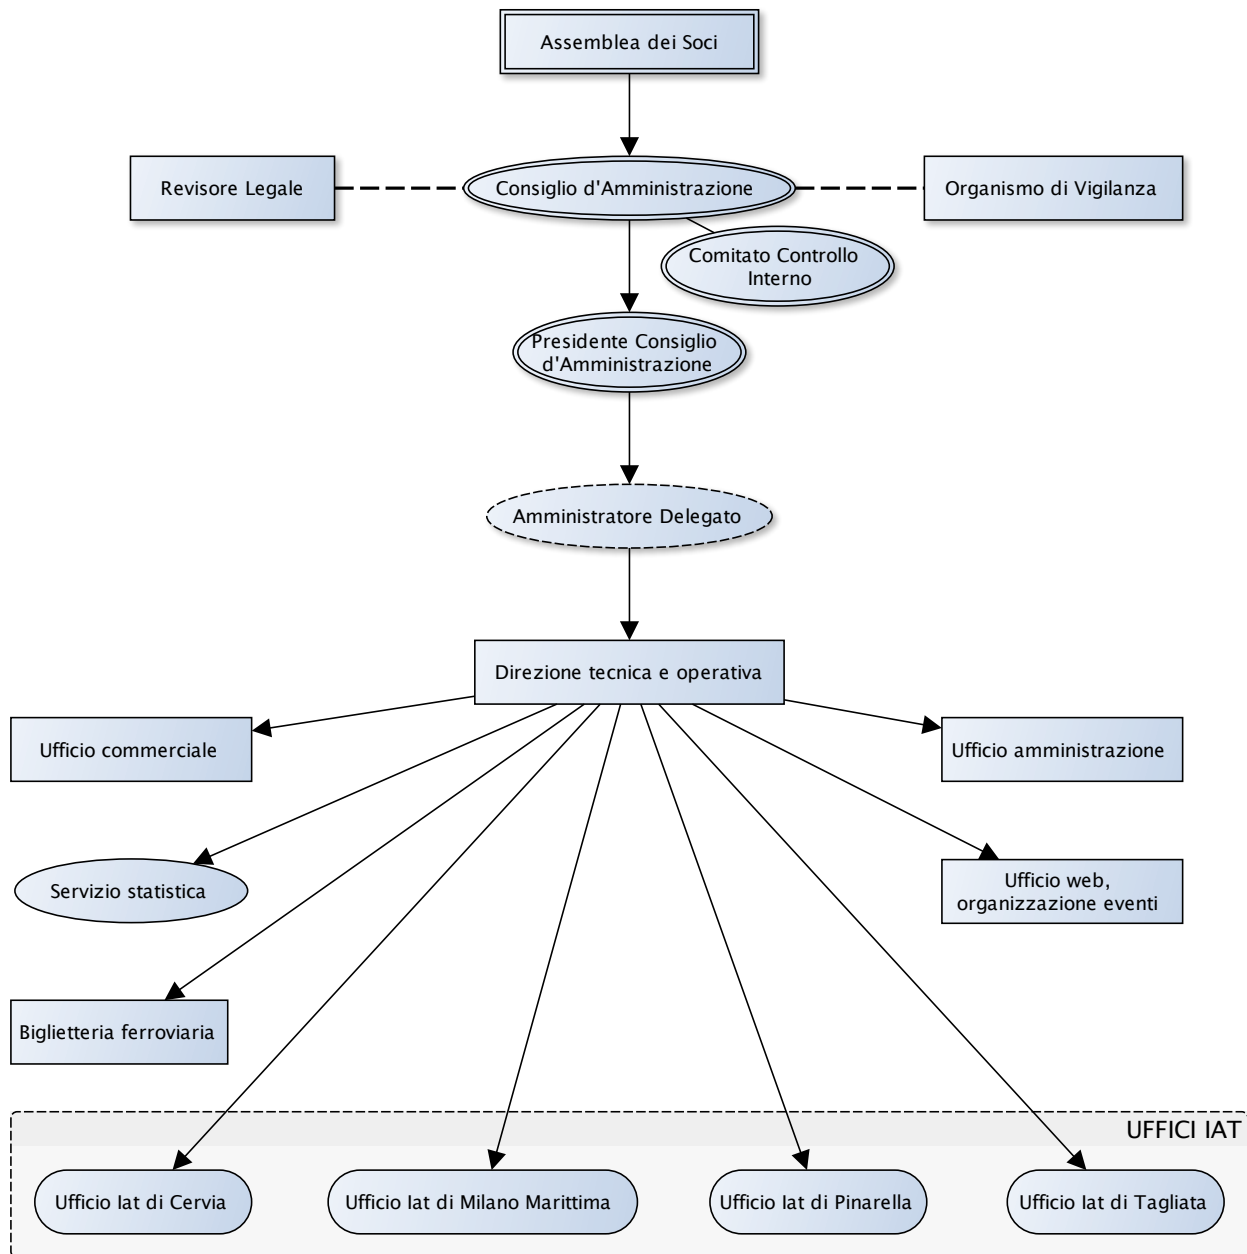 Assemblea dei Soci
Revisore Legale
Consiglio d'Amministrazione
Organismo di Vigilanza
Comitato Controllo
Interno
Presidente Consiglio
d'Amministrazione
Amministratore Delegato
Direzione tecnica e operativa
Ufficio commerciale
Ufficio amministrazione
Servizio statistica
Ufficio web,
organizzazione eventi
Biglietteria ferroviaria
UFFICI IAT
Ufficio Iat di Cervia
Ufficio Iat di Milano Marittima
Ufficio Iat di Pinarella
Ufficio Iat di Tagliata